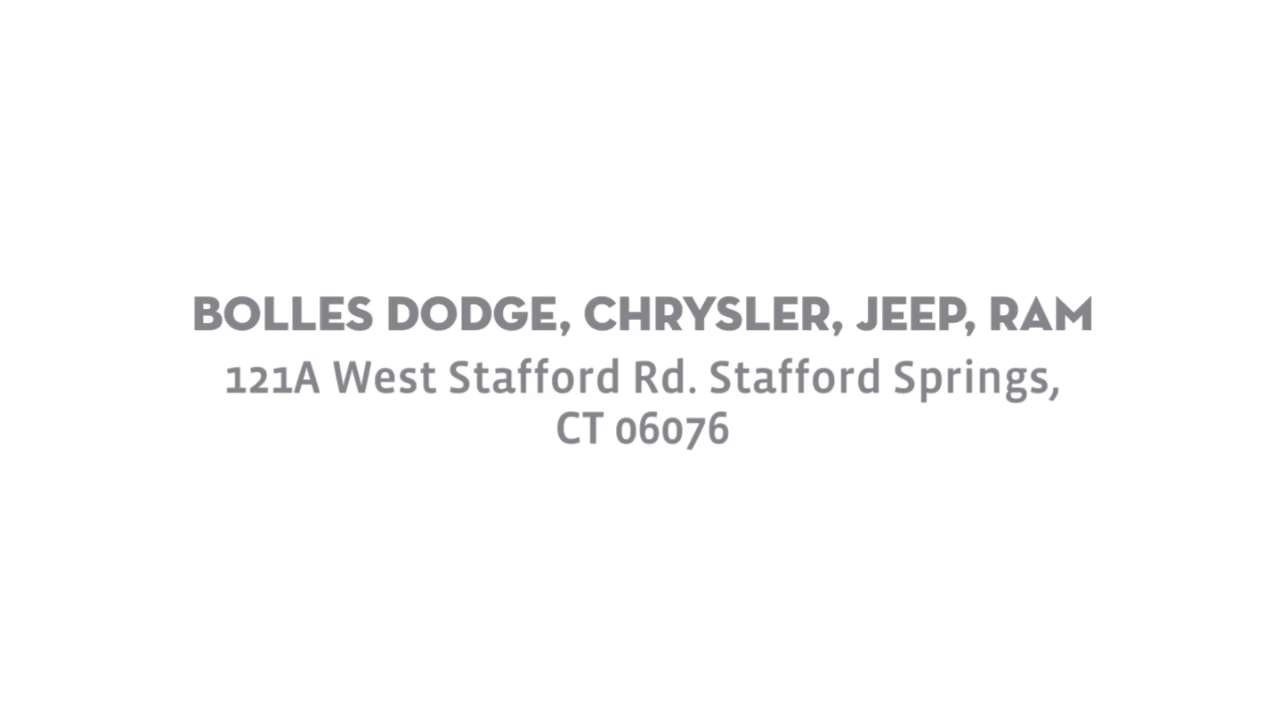 BOLLES DODGE, CHRYSLER, JEEP, RAM
121A West Stafford Rd. Stafford Springs,
CT 06076